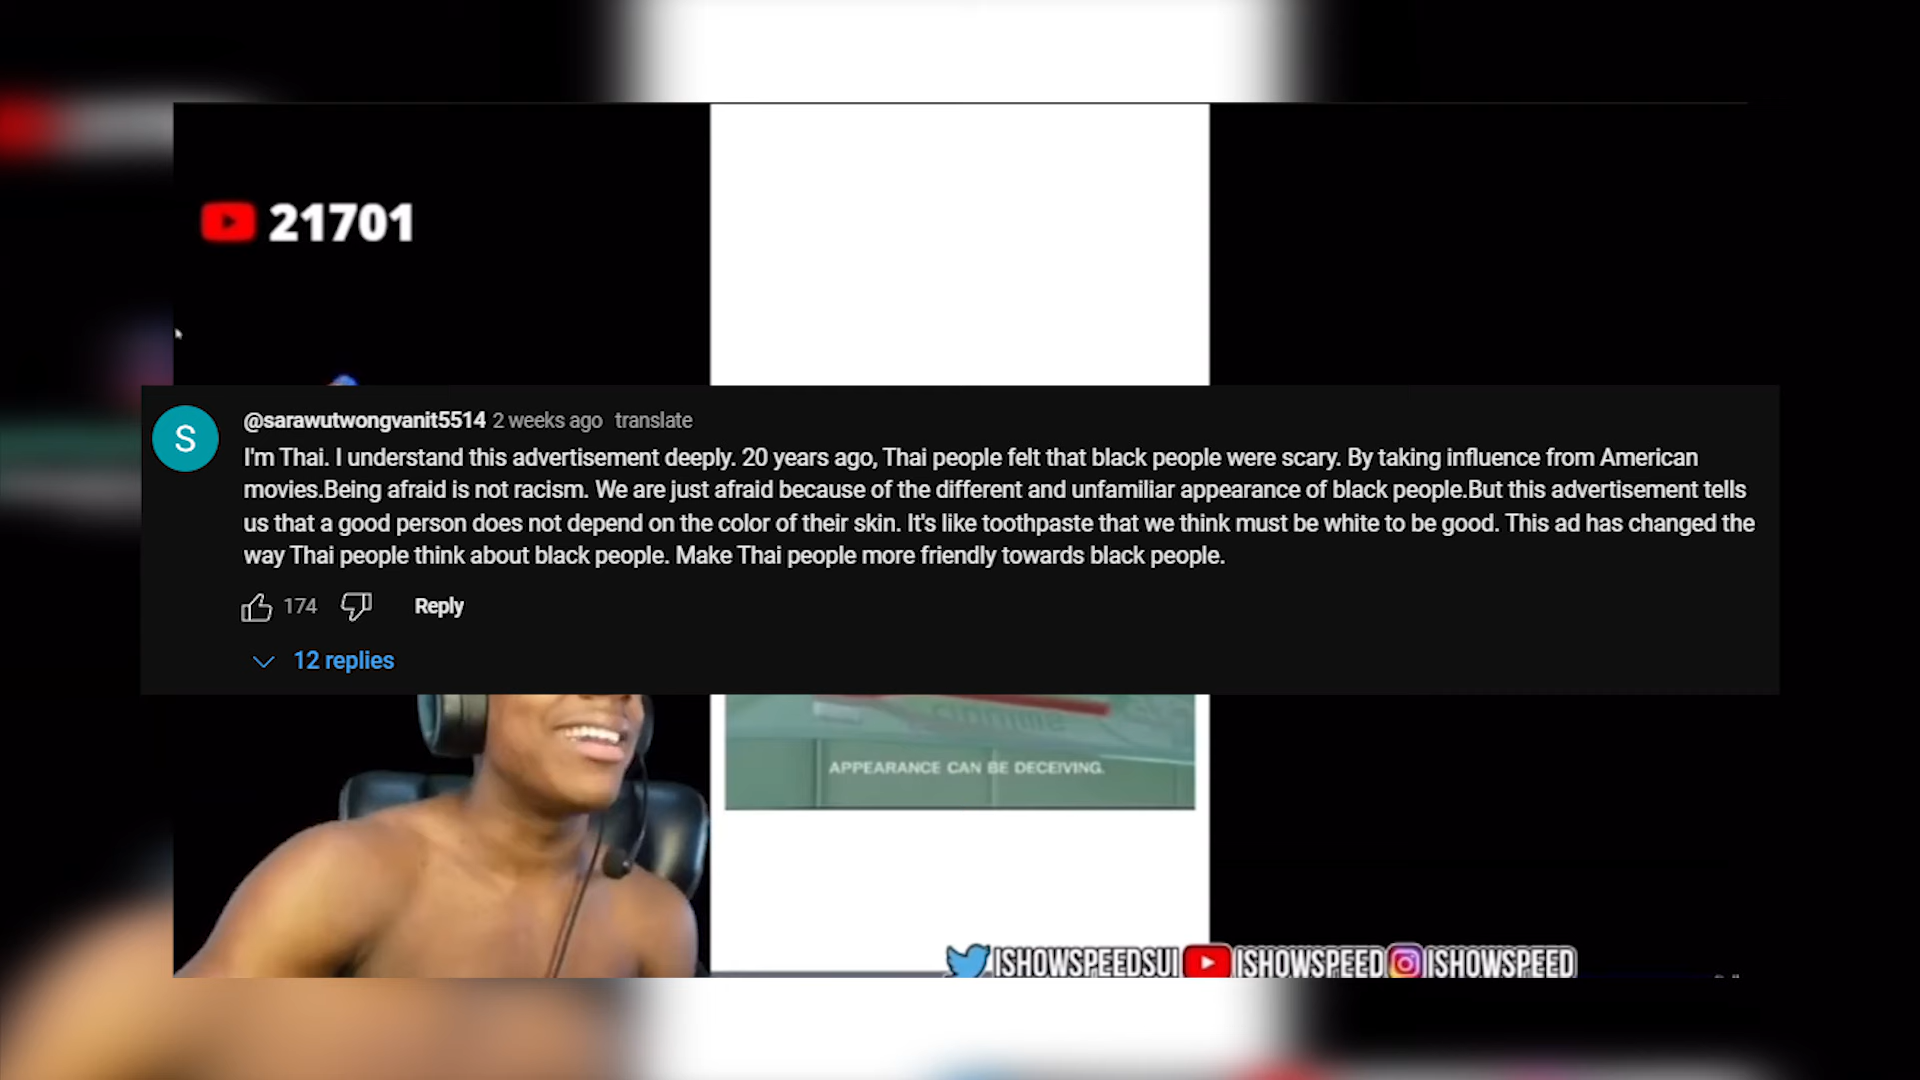 21701
@sarawutwongvanit5514 2 weeks ago translate
I'm Thai. I understand this advertisement deeply. 20 years ago, Thai people felt that black people were scary. By taking influence from American
movies.Being afraid is not racism. We are just afraid because of the different and unfamiliar appearance of black people.But this advertisement tells
us that a good person does not depend on the color of their skin. It's like toothpaste that we think must be white to be good. This ad has changed the
way Thai people think about black people. Make Thai people more friendly towards black people.
174 Reply
12 replies
APPEARANCE CAN BE DECEIVING.
ISHOWSPEEDSUI ISHOWSPEED ISHOWSPEED